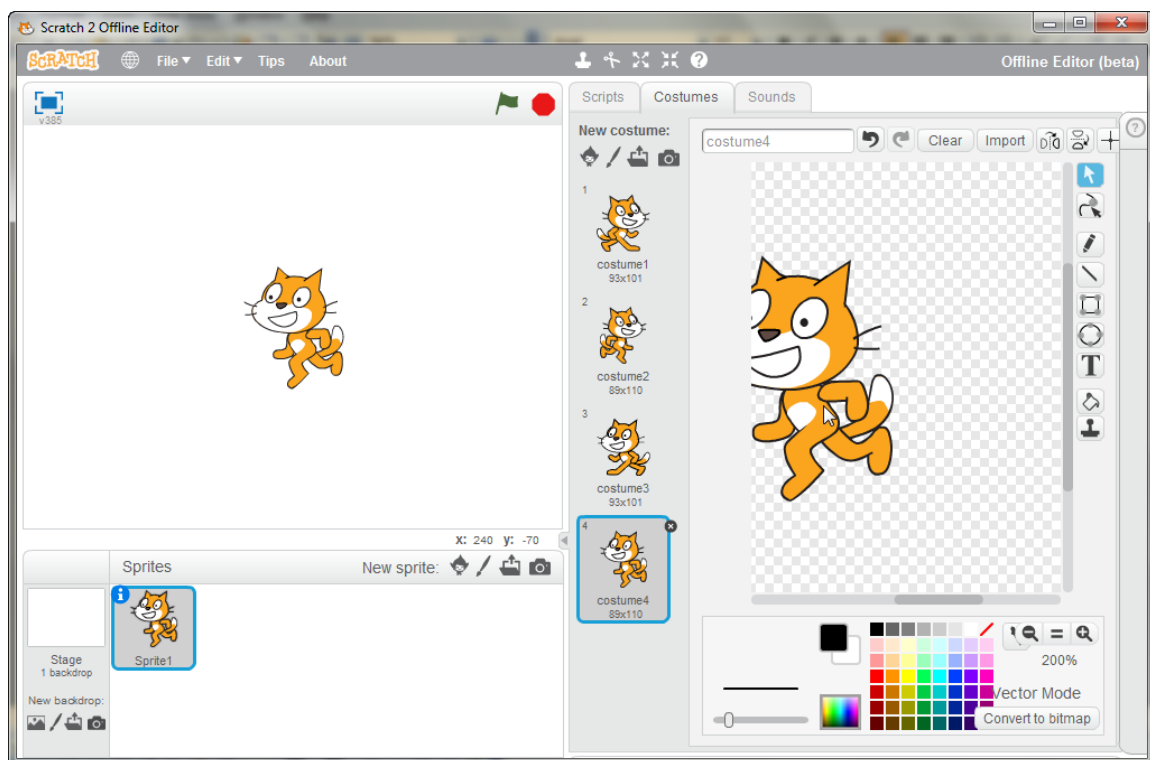 Scratch 2 Offline Editor
SCRATCH File Edit Tips About Offline Editor (beta)
v385
Scripts Costumes Sounds
New costume:
costume4 Clear Import
1
costume1
93x101
2
costume2
89x110
3
costume3
93x101
4
costume4
89x110
X: 240 y: -70
Sprites New sprite:
Stage
1 backdrop
Sprite1
New backdrop:
T
200%
Vector Mode
Convert to bitmap